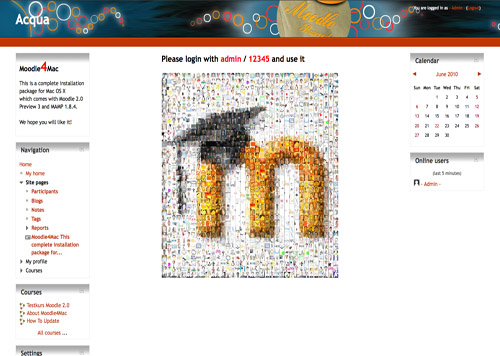 Acqua
You are logged in as - Admin - (Logout)
Moodle
Moodle4Mac
This is a complete installation
package for Mac OS X
which comes with Moodle 2.0
Preview 3 and MAMP 1.8.4.
We hope you will like it!
Navigation
Home
My home
Site pages
Participants
Blogs
Notes
Tags
Reports
Moodle4Mac This
complete installation
package for...
My profile
Courses
Courses
Testkurs Moodle 2.0
About Moodle4Mac
How To Update
All courses ...
Settings
Please login with admin / 12345 and use it
m
Calendar
◄ June 2010 ►
Sun Mon Tue Wed Thu Fri Sat
1 2 3 4 5
6 7 8 9 10 11 12
13 14 15 16 17 18 19
20 21 22 23 24 25 26
27 28 29 30
Online users
(last 5 minutes)
- Admin -